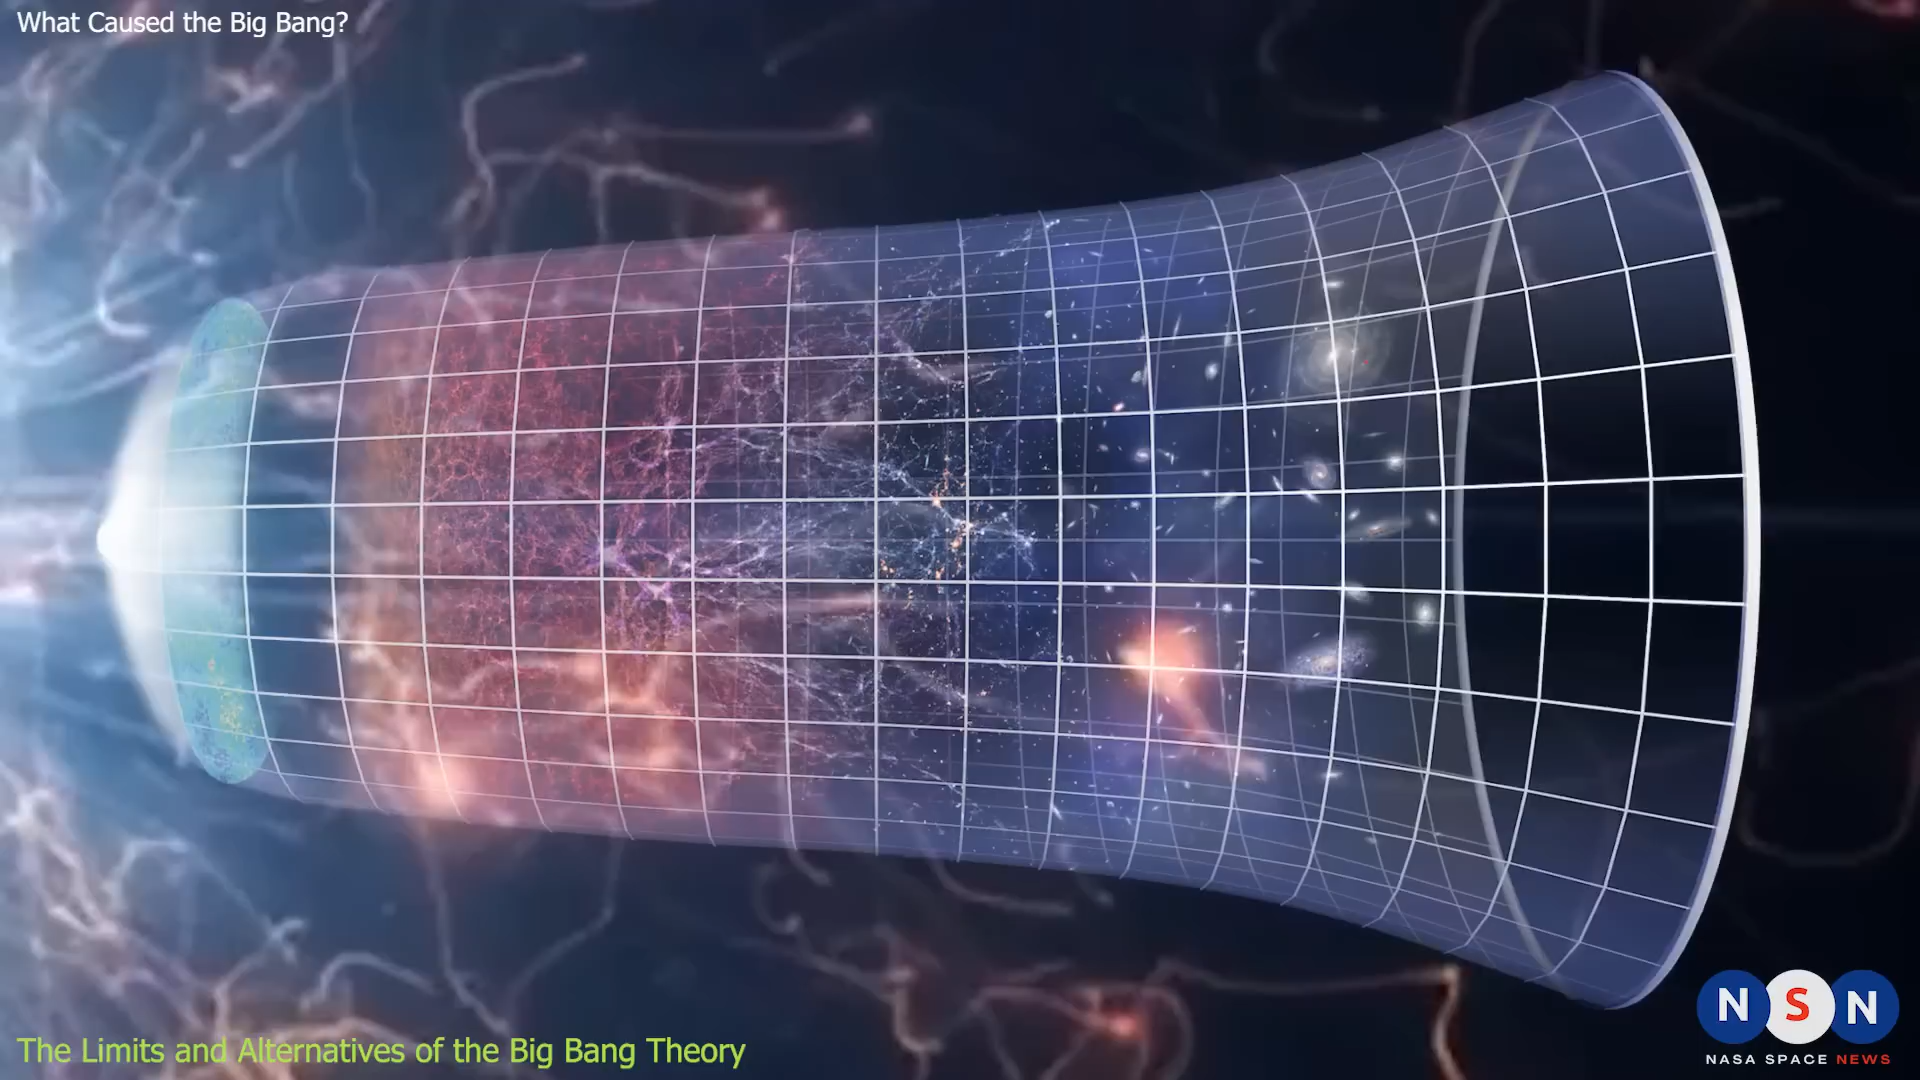 What Caused the Big Bang?
The Limits and Alternatives of the Big Bang Theory
NSN
NASA SPACE NEWS